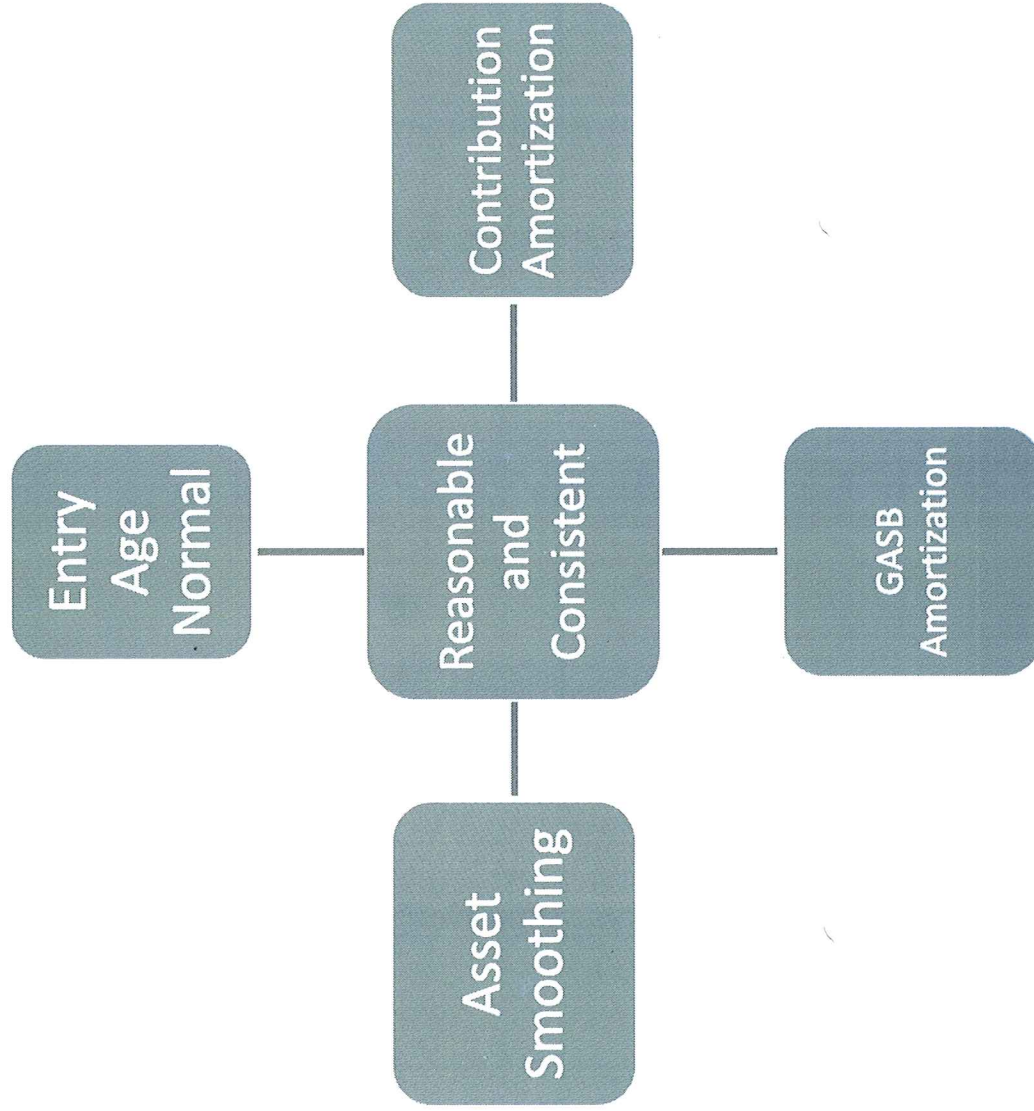 Asset
Smoothing
GASB
Amortization
Reasonable
and
Consistent
Entry
Age
Normal
Contribution
Amortization